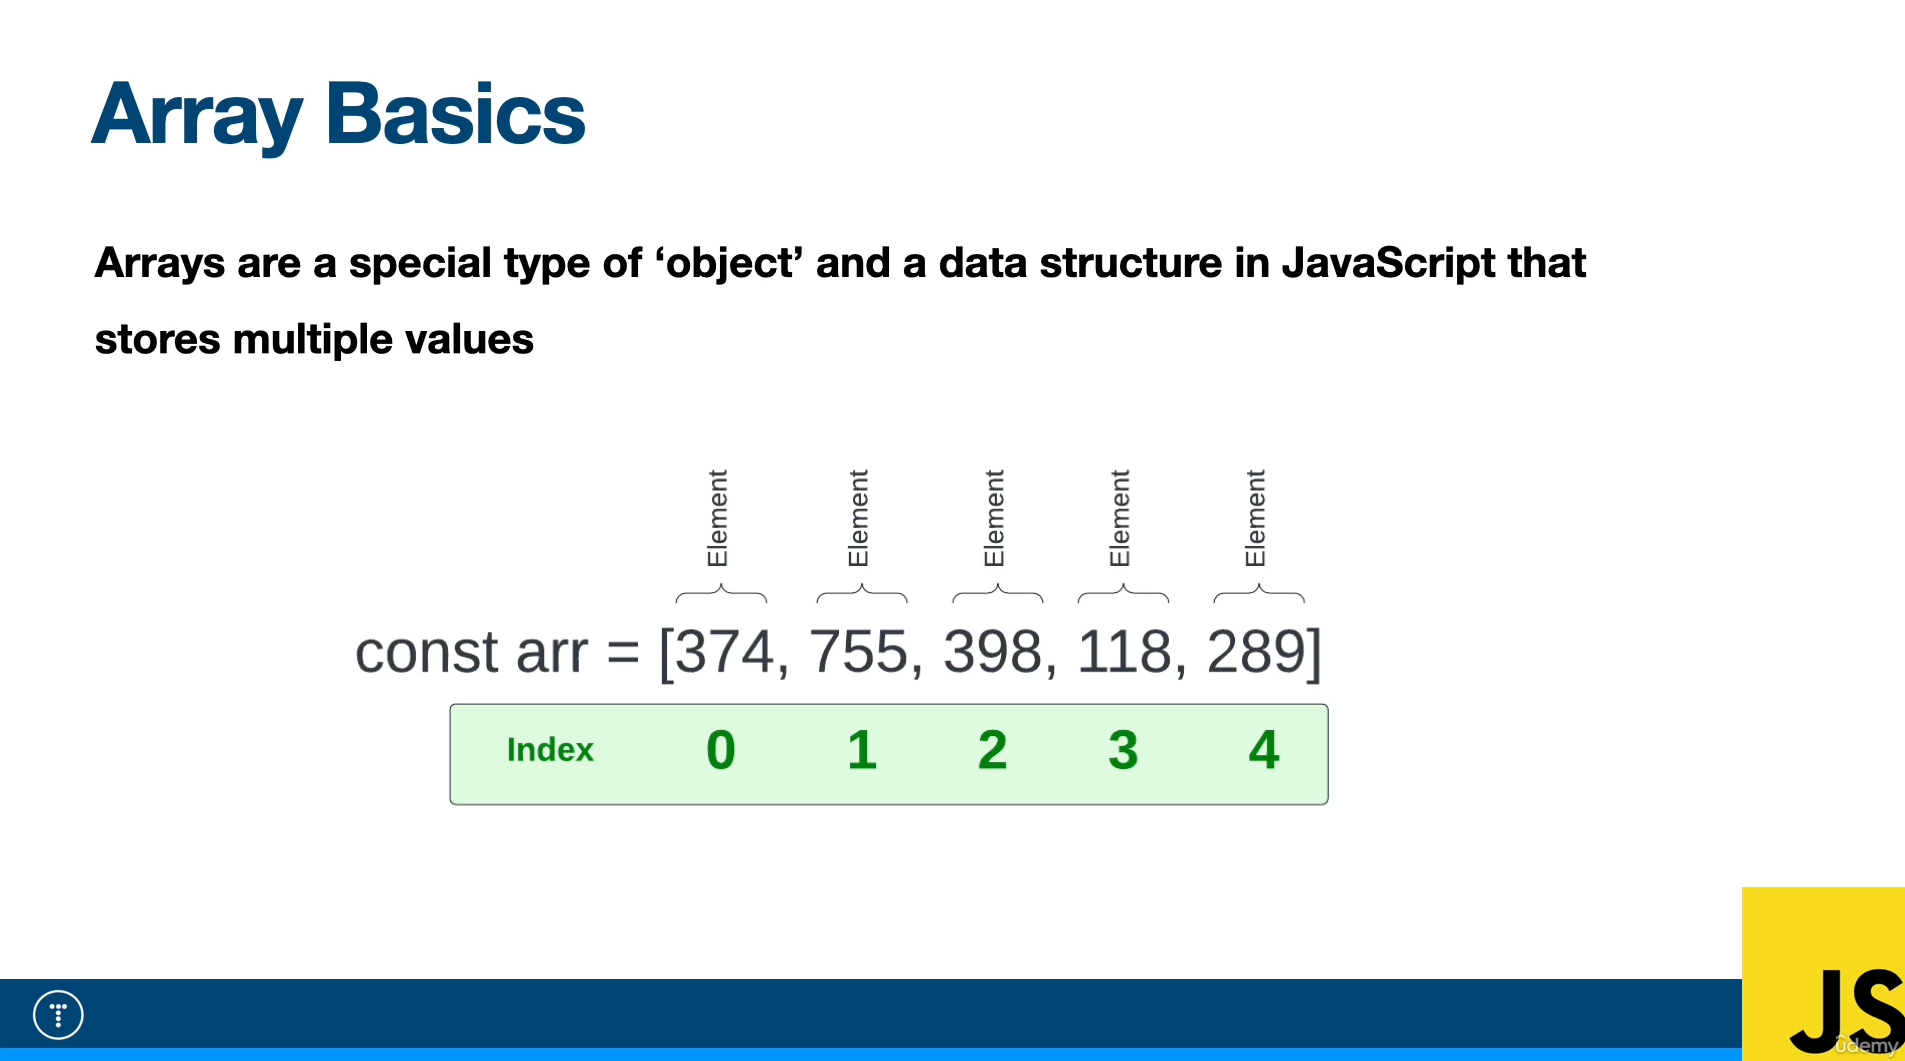 Array Basics
Arrays are a special type of ‘object’ and a data structure in JavaScript that
stores multiple values
Element Element Element Element Element
const arr = [374, 755, 398, 118, 289]
Index 0 1 2 3 4
JS
ûdemy